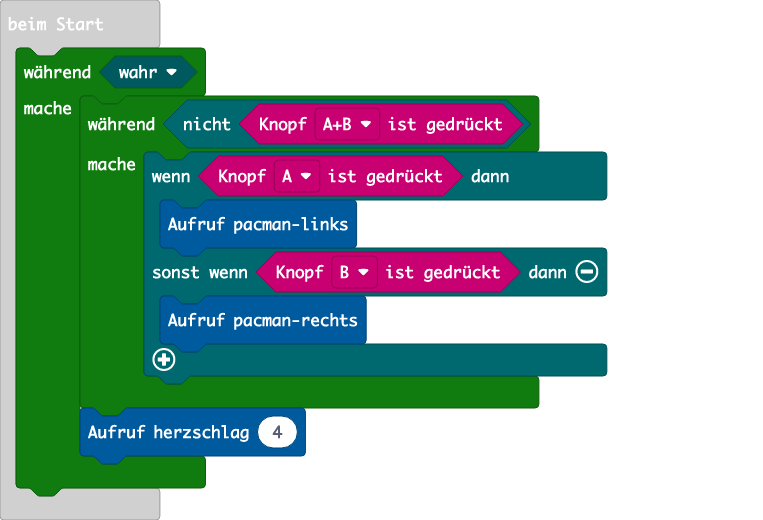 beim Start
während wahr
mache
während nicht Knopf A+B ist gedrückt
mache
wenn Knopf A ist gedrückt dann
Aufruf pacman-links
sonst wenn Knopf B ist gedrückt dann
Aufruf pacman-rechts
Aufruf herzschlag 4